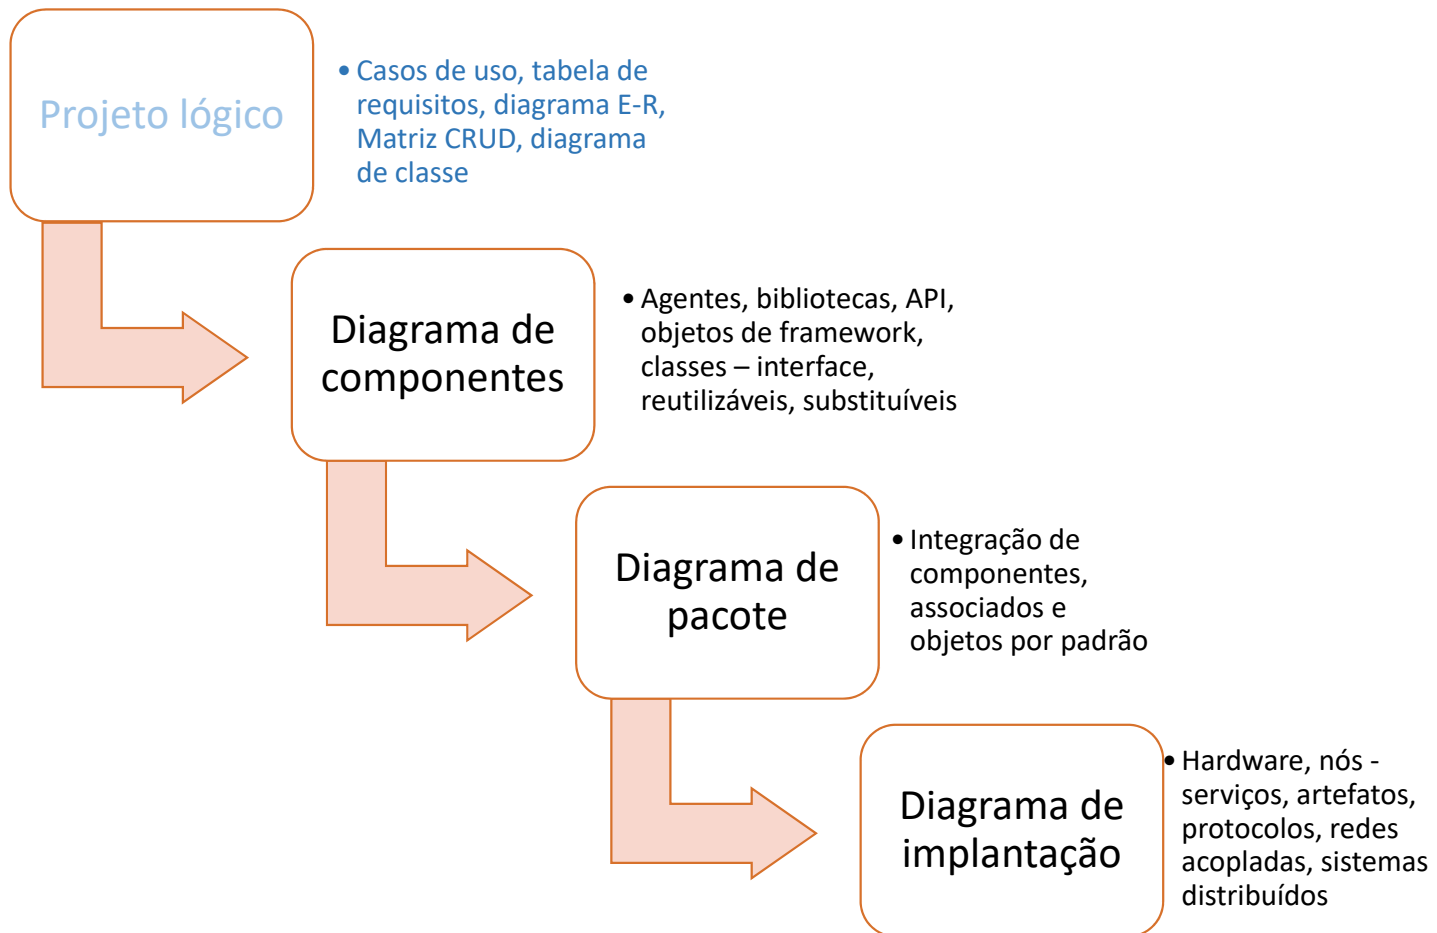 Projeto lógico
• Casos de uso, tabela de
requisitos, diagrama E-R,
Matriz CRUD, diagrama
de classe
Diagrama de
componentes
• Agentes, bibliotecas, API,
objetos de framework,
classes – interface,
reutilizáveis, substituíveis
Diagrama de
pacote
• Integração de
componentes,
associados e
objetos por padrão
Diagrama de
implantação
• Hardware, nós -
serviços, artefatos,
protocolos, redes
acopladas, sistemas
distribuídos